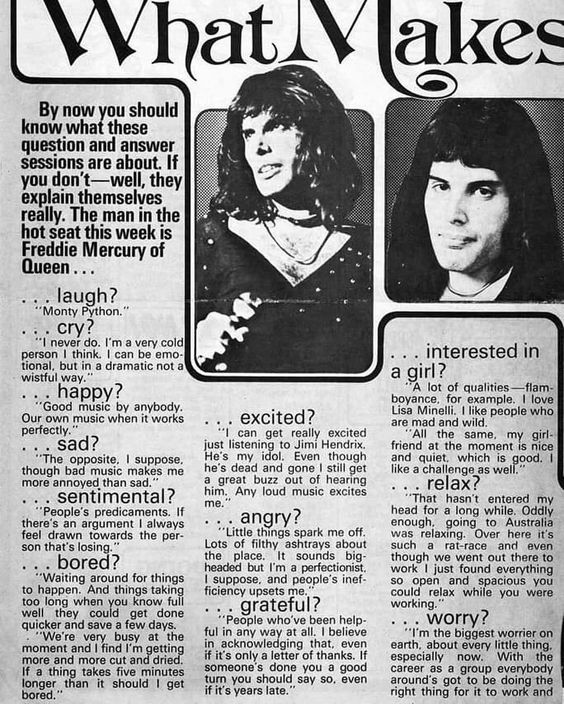 What Makes
By now you should
know what these
question and answer
sessions are about. If
you don't—well, they
explain themselves
really. The man in the
hot seat this week is
Freddie Mercury of
Queen . . .
. . . laugh?
"Monty Python."
. . . cry?
"I never do. I'm a very cold
person I think. I can be emo-
tional, but in a dramatic not a
wistful way."
. . . happy?
"Good music by anybody.
Our own music when it works
perfectly."
. . . sad?
"The opposite, I suppose,
though bad music makes me
more annoyed than sad."
. . . sentimental?
"People's predicaments. If
there's an argument I always
feel drawn towards the per-
son that's losing."
. . . bored?
"Waiting around for things
to happen. And things taking
too long when you know full
well they could get done
quicker and save a few days.
"We're very busy at the
moment and I find I'm getting
more and more cut and dried.
If a thing takes five minutes
longer than it should I get
bored."
. . . excited?
"I can get really excited
just listening to Jimi Hendrix.
He's my idol. Even though
he's dead and gone I still get
a great buzz out of hearing
him. Any loud music excites
me."
. . . angry?
"Little things spark me off.
Lots of filthy ashtrays about
the place. It sounds big-
headed but I'm a perfectionist,
I suppose, and people's inef-
ficiency upsets me."
. . . grateful?
"People who've been help-
ful in any way at all. I believe
in acknowledging that, even
if it's only a letter of thanks. If
someone's done you a good
turn you should say so, even
if it's years late."
. . . interested in
a girl?
"A lot of qualities—flam-
boyance, for example. I love
Lisa Minelli. I like people who
are mad and wild.
"All the same, my girl-
friend at the moment is nice
and quiet, which is good. I
like a challenge as well."
. . . relax?
"That hasn't entered my
head for a long while. Oddly
enough, going to Australia
was relaxing. Over here it's
such a rat-race and even
though we went out there to
work I just found everything
so open and spacious you
could relax while you were
working."
. . . worry?
"I'm the biggest worrier on
earth, about every little thing,
especially now. With the
career as a group everybody
around's got to be doing the
right thing for it to work and